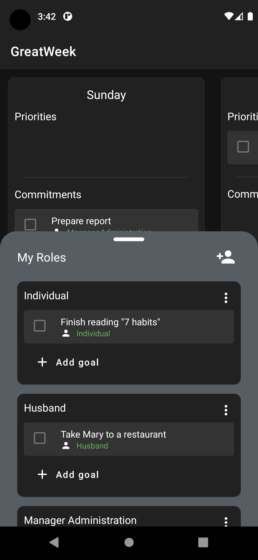 3:42
GreatWeek
Sunday
Priorities
Priorit
Commitments
Comm
Prepare report
My Roles
Individual
Finish reading "7 habits"
Individual
Add goal
Husband
Take Mary to a restaurant
Husband
Add goal
Manager Administration